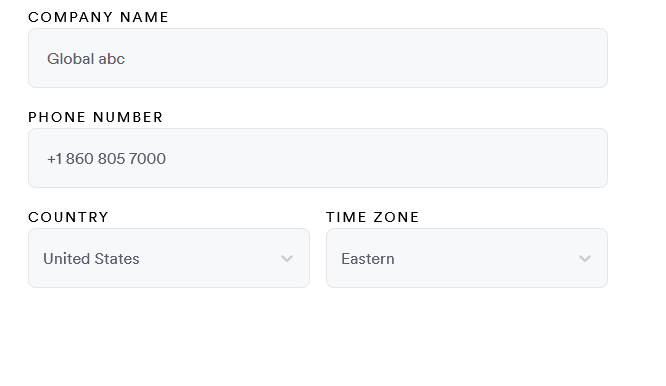 COMPANY NAME
Global abc
PHONE NUMBER
+1 860 805 7000
COUNTRY
TIME ZONE
United States
Eastern